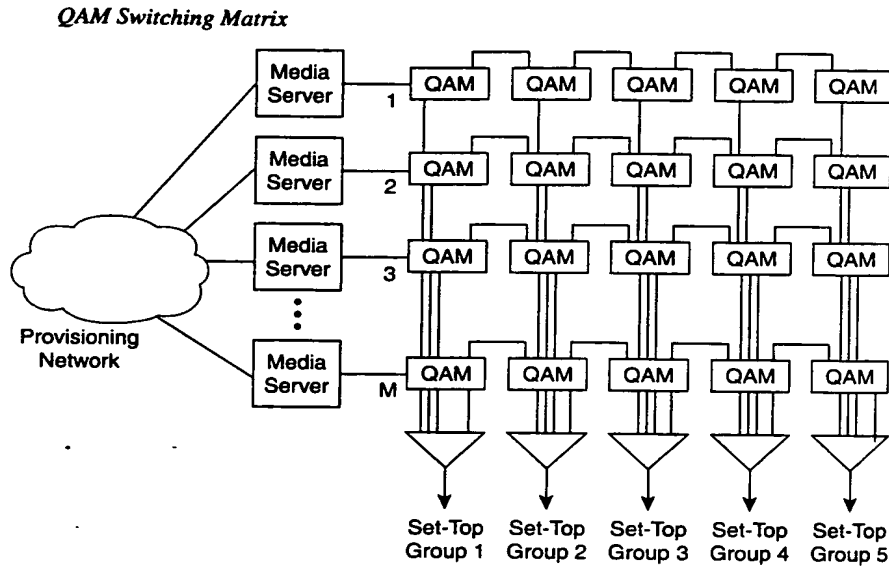 QAM Switching Matrix
Media
Server
1
QAM QAM QAM QAM QAM
Media
Server
2
QAM QAM QAM QAM QAM
Media
Server
3
QAM QAM QAM QAM QAM
Provisioning
Network
Media
Server
M
QAM QAM QAM QAM QAM
Set-Top
Group 1
Set-Top
Group 2
Set-Top
Group 3
Set-Top
Group 4
Set-Top
Group 5